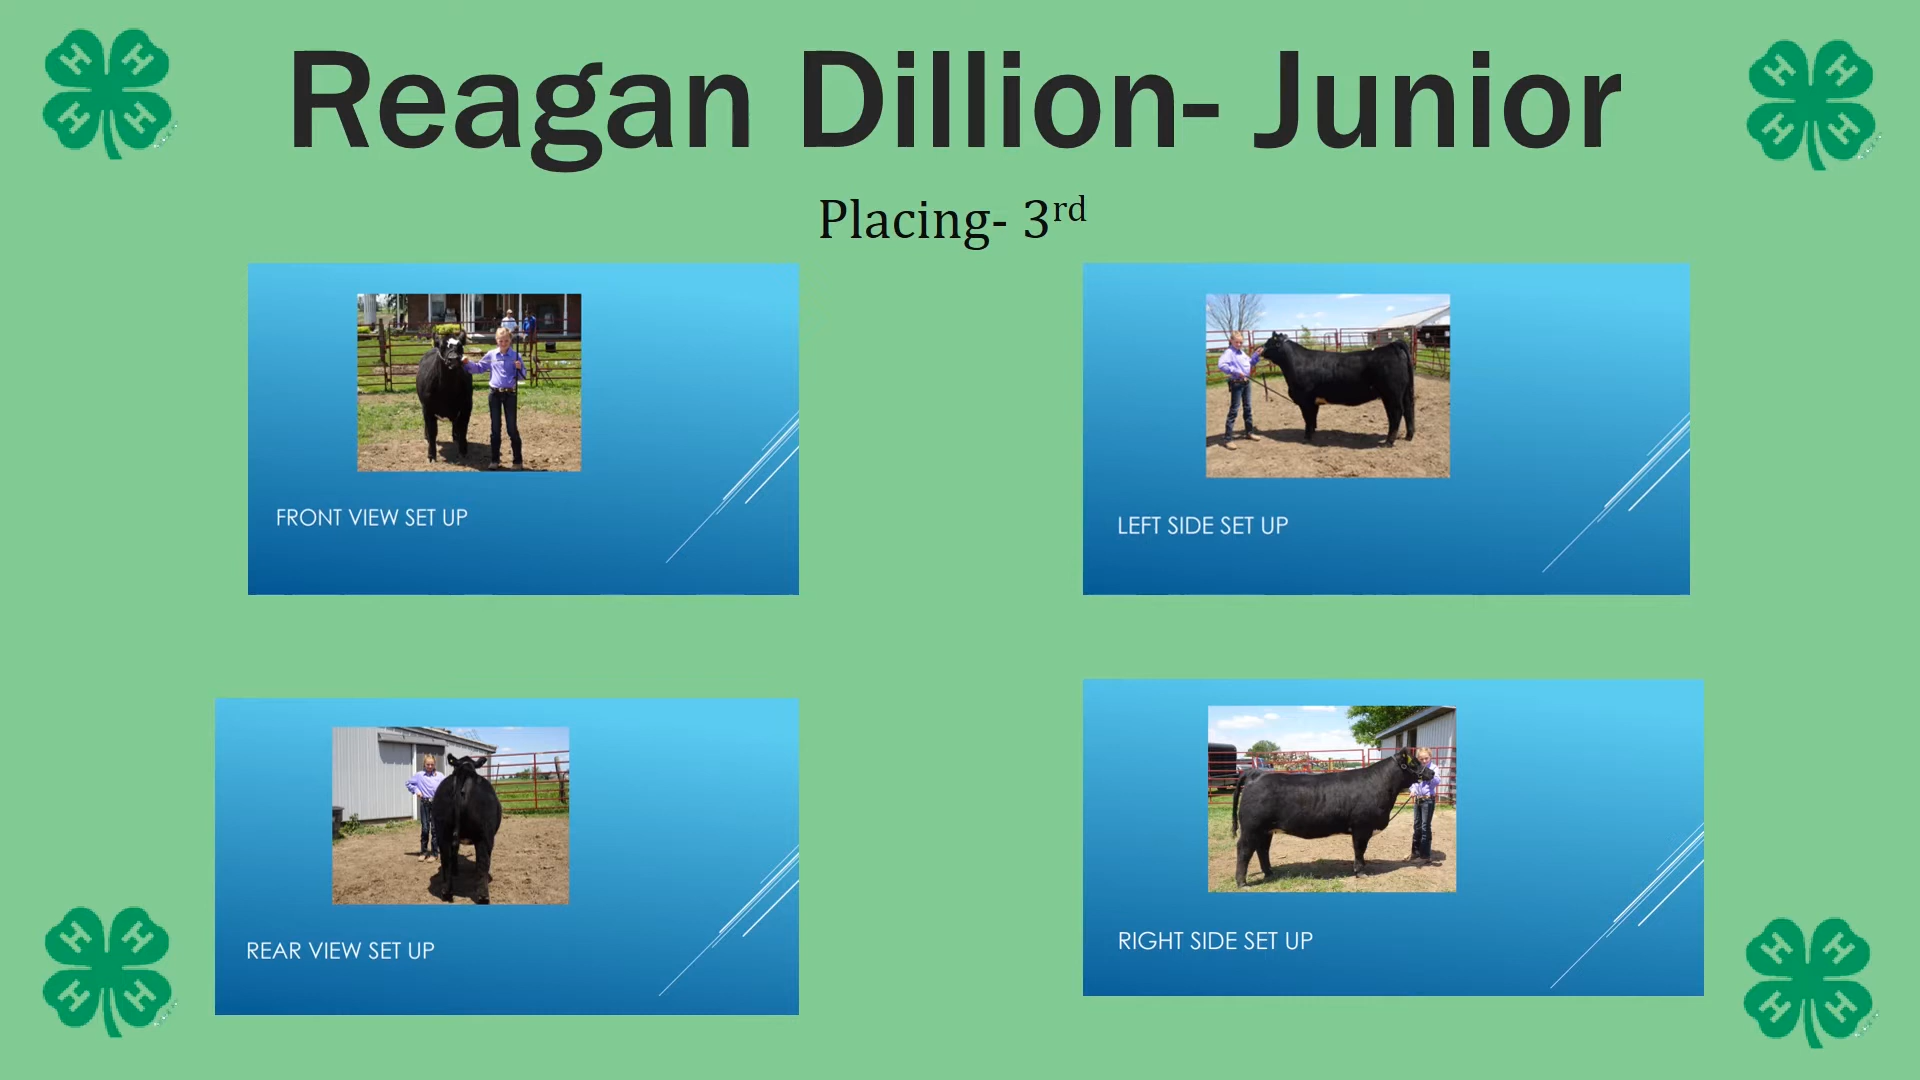 Reagan Dillion- Junior
Placing- 3rd
FRONT VIEW SET UP
LEFT SIDE SET UP
REAR VIEW SET UP
RIGHT SIDE SET UP
H H
H H
H H
H H
H H
H H
H H
H H